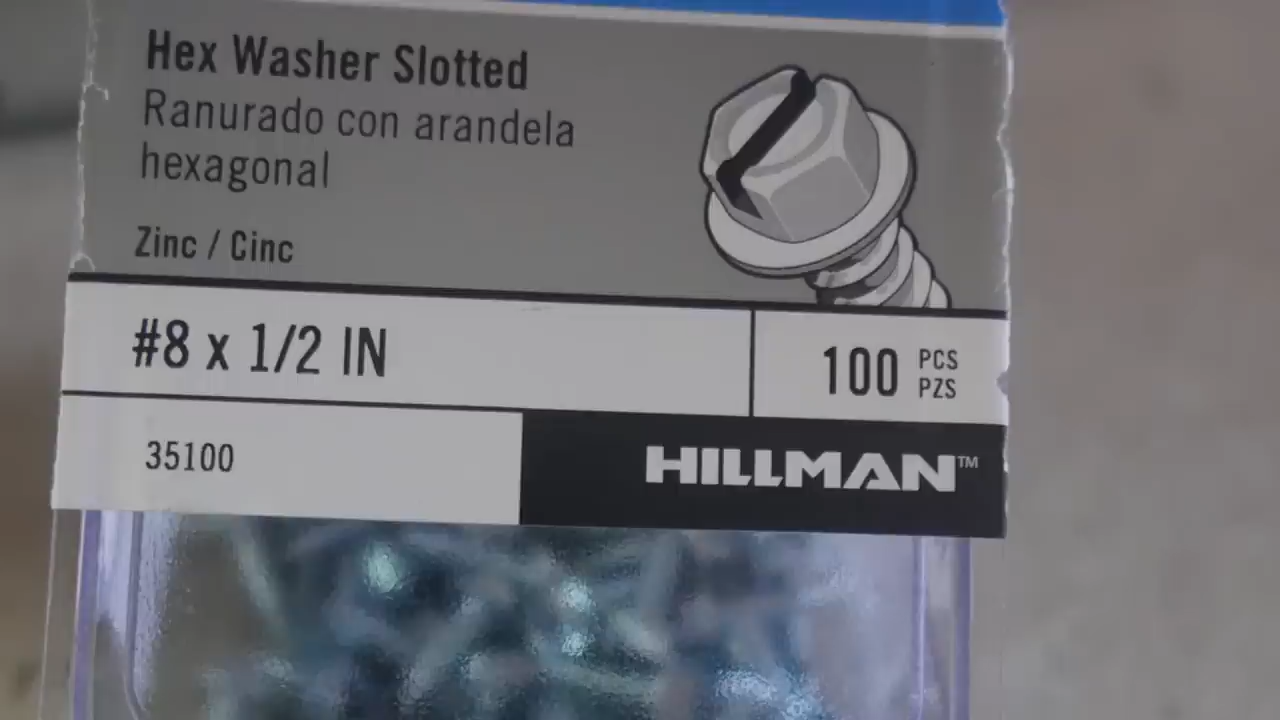 Hex Washer Slotted
Ranurado con arandela
hexagonal
Zinc / Cinc
#8 x 1/2 IN
100 PCS
PZS
35100
HILLMAN™